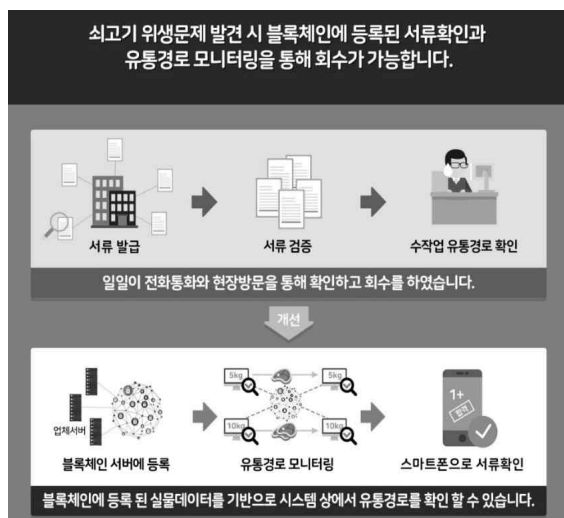 쇠고기 위생문제 발견 시 블록체인에 등록된 서류확인과
유통경로 모니터링을 통해 회수가 가능합니다.
서류 발급
서류 검증
수작업 유통경로 확인
일일이 전화통화와 현장방문을 통해 확인하고 회수를 하였습니다.
개선
업체서버
5kg
5kg
10kg
10kg
1+
합격
블록체인 서버에 등록
유통경로 모니터링
스마트폰으로 서류확인
블록체인에 등록 된 실물데이터를 기반으로 시스템 상에서 유통경로를 확인 할 수 있습니다.